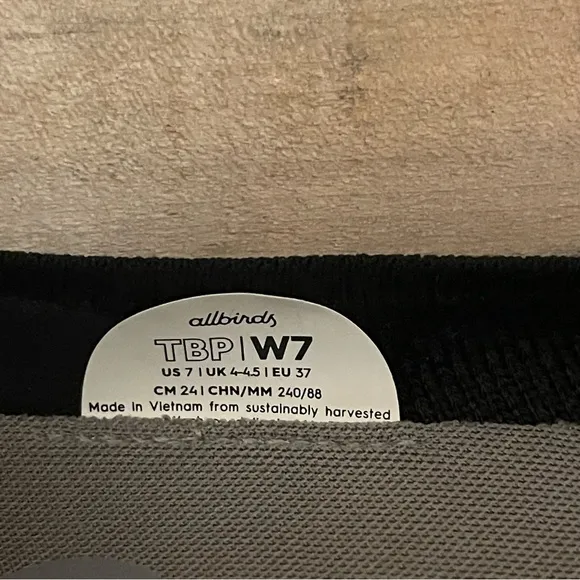 allbirds
TBP | W7
US 7 | UK 4-4.5 | EU 37
CM 24 | CHN/MM 240/88
Made in Vietnam from sustainably harvested